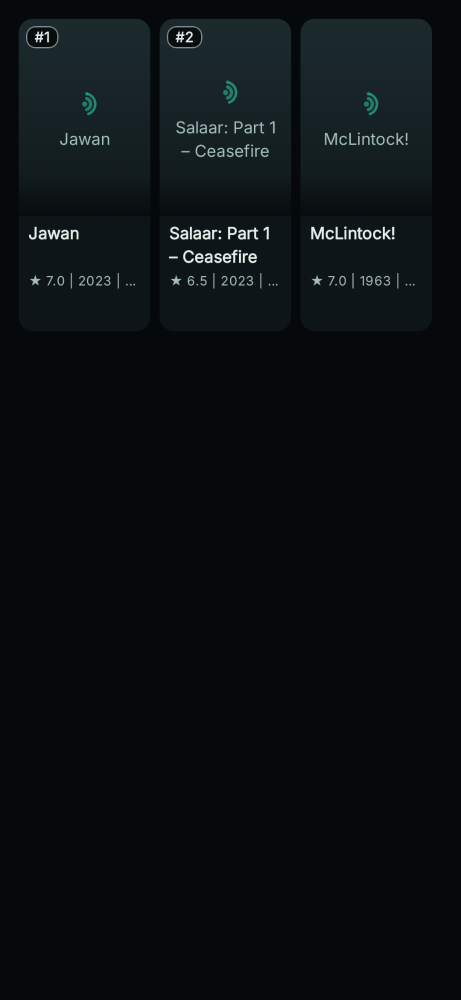 #1
Jawan
Jawan
★ 7.0 | 2023 | ...
#2
Salaar: Part 1
– Ceasefire
Salaar: Part 1
– Ceasefire
★ 6.5 | 2023 | ...
McLintock!
McLintock!
★ 7.0 | 1963 | ...